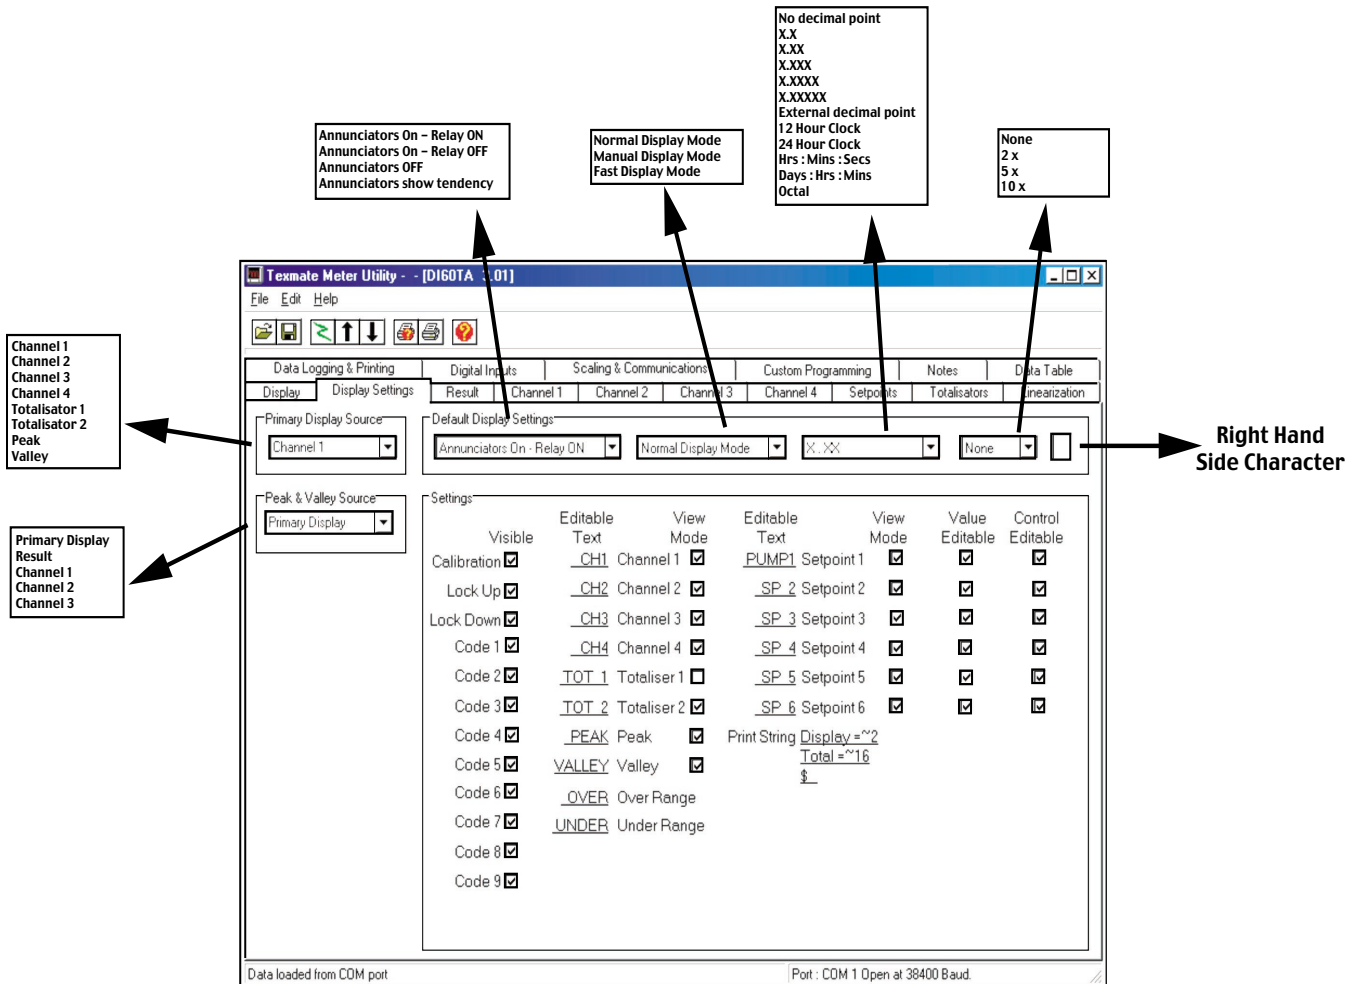 No decimal point
X.X
X.XX
X.XXX
X.XXXX
X.XXXXX
External decimal point
12 Hour Clock
24 Hour Clock
Hrs : Mins : Secs
Days : Hrs : Mins
Octal
Annunciators On – Relay ON
Annunciators On – Relay OFF
Annunciators OFF
Annunciators show tendency
Normal Display Mode
Manual Display Mode
Fast Display Mode
None
2 x
5 x
10 x
Texmate Meter Utility - - [DI60TA 3.01]
File Edit Help
Channel 1
Channel 2
Channel 3
Channel 4
Totalisator 1
Totalisator 2
Peak
Valley
Data Logging & Printing Digital Inputs Scaling & Communications Custom Programming Notes Data Table
Display Display Settings Result Channel 1 Channel 2 Channel 3 Channel 4 Setpoints Totalisators Linearization
Primary Display Source
Channel 1
Default Display Settings
Annunciators On - Relay ON Normal Display Mode X . XX None
Right Hand
Side Character
Peak & Valley Source
Primary Display
Primary Display
Result
Channel 1
Channel 2
Channel 3
Settings
Editable View Editable View Value Control
Visible Text Mode Text Mode Editable Editable
Calibration CH1 Channel 1 PUMP1 Setpoint 1
Lock Up CH2 Channel 2 SP 2 Setpoint 2
Lock Down CH3 Channel 3 SP 3 Setpoint 3
Code 1 CH4 Channel 4 SP 4 Setpoint 4
Code 2 TOT 1 Totaliser 1 SP 5 Setpoint 5
Code 3 TOT 2 Totaliser 2 SP 6 Setpoint 6
Code 4 PEAK Peak Print String Display =~2
Total =~16
Code 5 VALLEY Valley $
Code 6 OVER Over Range
Code 7 UNDER Under Range
Code 8
Code 9
Data loaded from COM port Port : COM 1 Open at 38400 Baud.